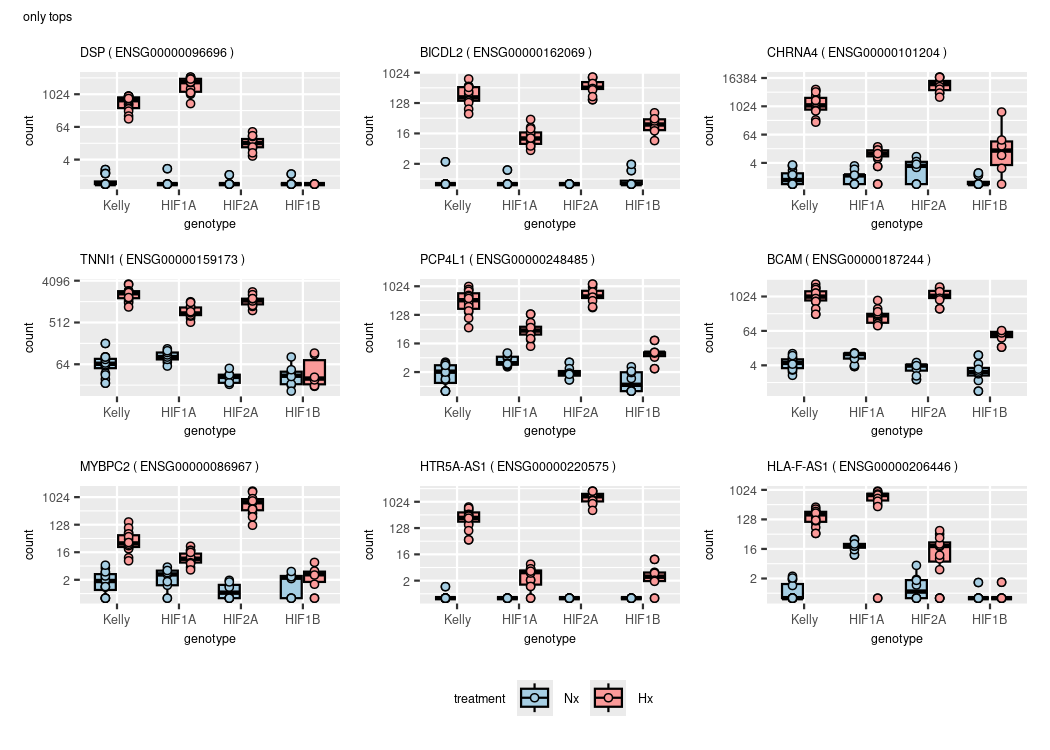 only tops
DSP ( ENSG00000096696 )
BICDL2 ( ENSG00000162069 )
CHRNA4 ( ENSG00000101204 )
count
1024
64
4
Kelly HIF1A HIF2A HIF1B
genotype
count
1024
128
16
2
Kelly HIF1A HIF2A HIF1B
genotype
count
16384
1024
64
4
Kelly HIF1A HIF2A HIF1B
genotype
TNNI1 ( ENSG00000159173 )
PCP4L1 ( ENSG00000248485 )
BCAM ( ENSG00000187244 )
count
4096
512
64
Kelly HIF1A HIF2A HIF1B
genotype
count
1024
128
16
2
Kelly HIF1A HIF2A HIF1B
genotype
count
1024
64
4
Kelly HIF1A HIF2A HIF1B
genotype
MYBPC2 ( ENSG00000086967 )
HTR5A-AS1 ( ENSG00000220575 )
HLA-F-AS1 ( ENSG00000206446 )
count
1024
128
16
2
Kelly HIF1A HIF2A HIF1B
genotype
count
1024
128
16
2
Kelly HIF1A HIF2A HIF1B
genotype
count
1024
128
16
2
Kelly HIF1A HIF2A HIF1B
genotype
treatment Nx Hx